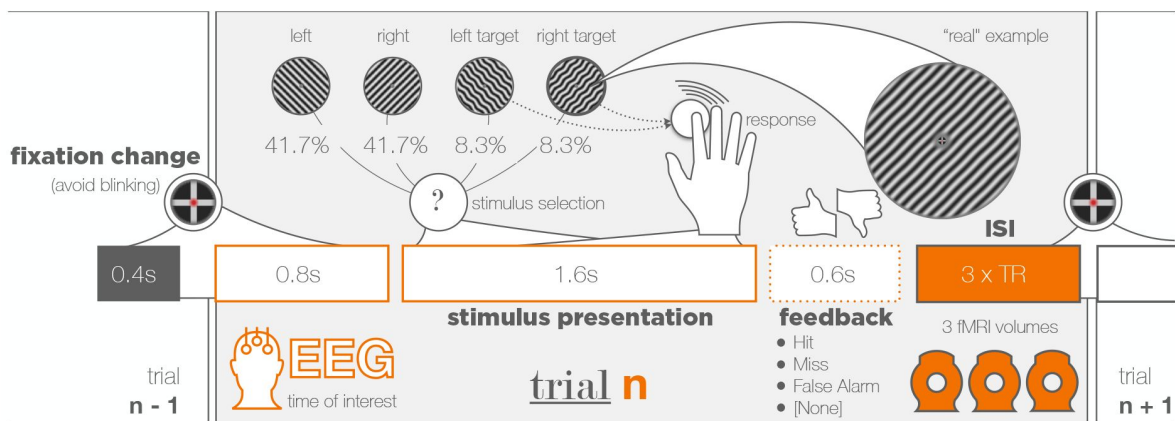 left
right
left target
right target
"real" example
41.7%
41.7%
8.3%
8.3%
response
fixation change
(avoid blinking)
?
stimulus selection
ISI
0.4s
0.8s
1.6s
0.6s
3 x TR
stimulus presentation
feedback
3 fMRI volumes
EEG
time of interest
trial n
• Hit
• Miss
• False Alarm
• [None]
trial
n - 1
trial
n + 1